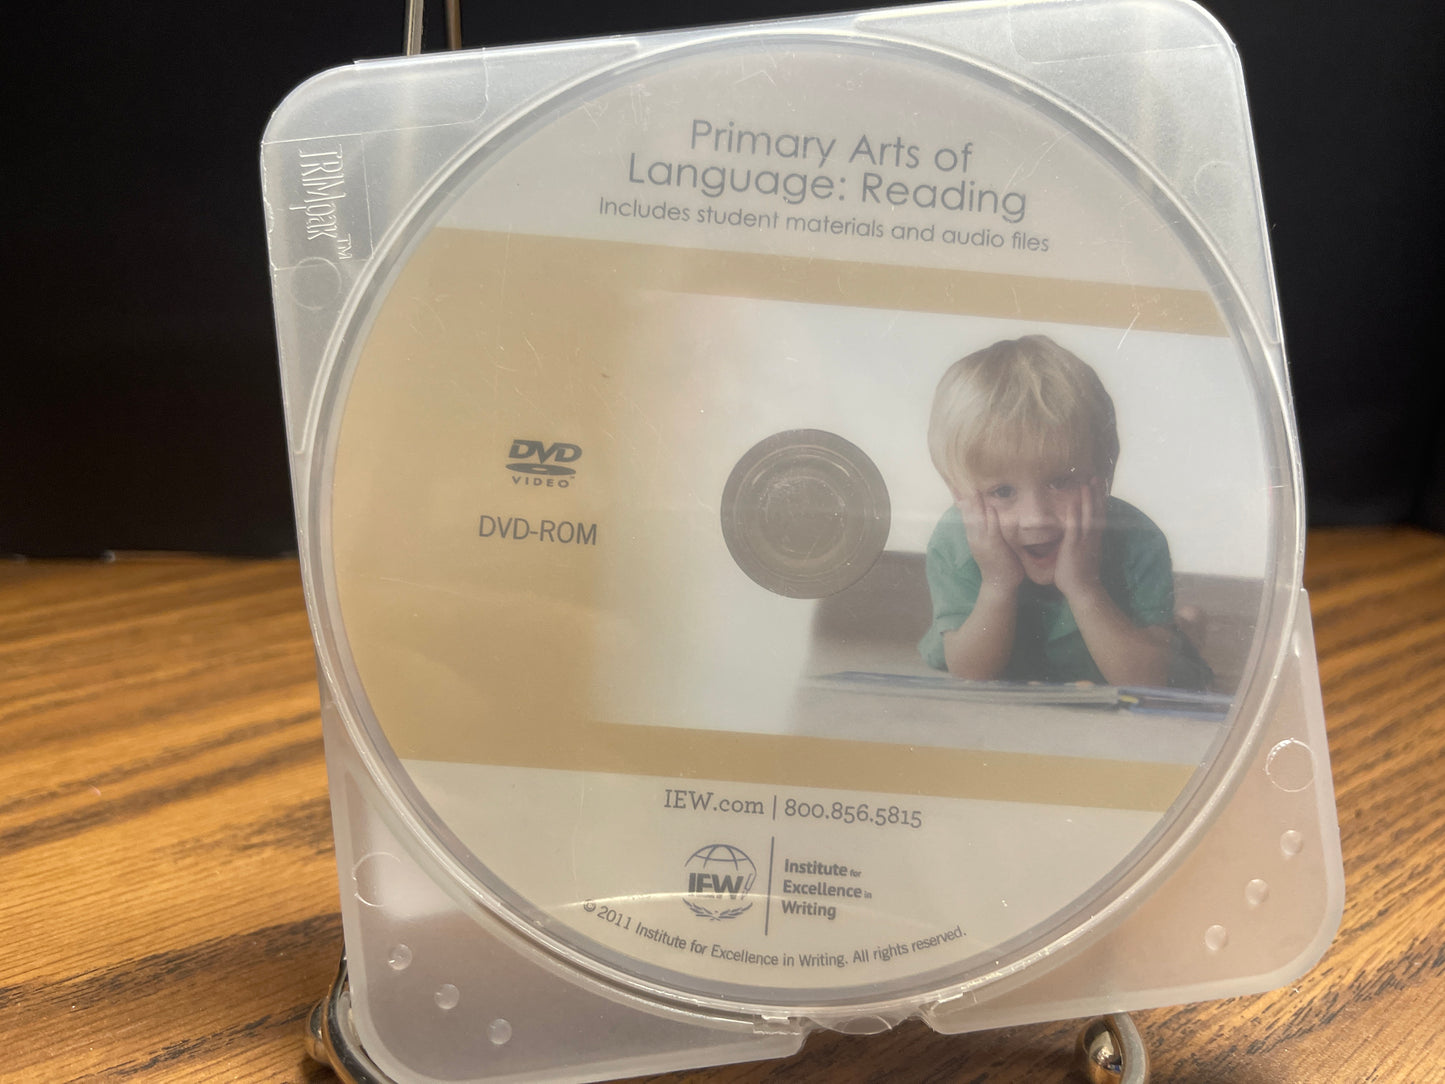 TRIMpak™
Primary Arts of
Language: Reading
Includes student materials and audio files
DVD
VIDEO™
DVD-ROM
IEW.com | 800.856.5815
IEW
Institute for
Excellence in
Writing
© 2011 Institute for Excellence in Writing. All rights reserved.